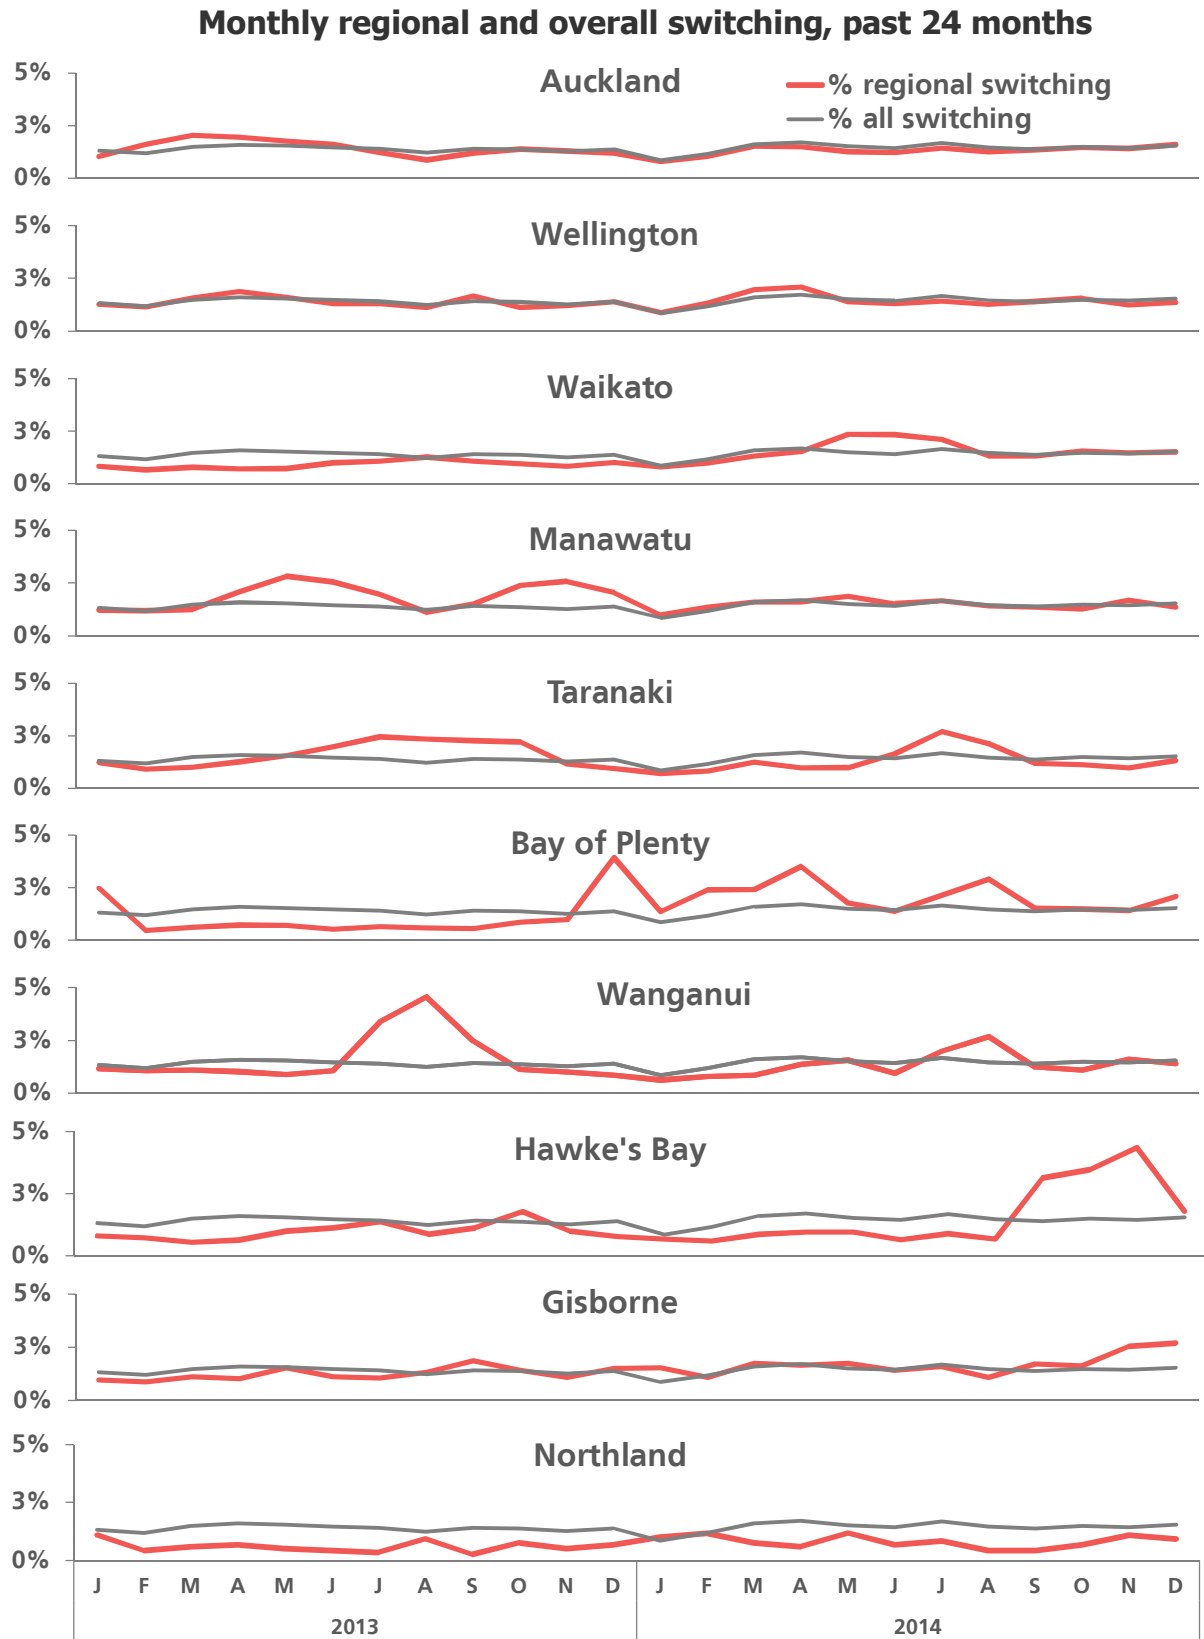 Monthly regional and overall switching, past 24 months
Auckland
% regional switching
% all switching
5%
3%
0%
Wellington
5%
3%
0%
Waikato
5%
3%
0%
Manawatu
5%
3%
0%
Taranaki
5%
3%
0%
Bay of Plenty
5%
3%
0%
Wanganui
5%
3%
0%
Hawke's Bay
5%
3%
0%
Gisborne
5%
3%
0%
Northland
5%
3%
0%
J F M A M J J A S O N D J F M A M J J A S O N D
2013 2014